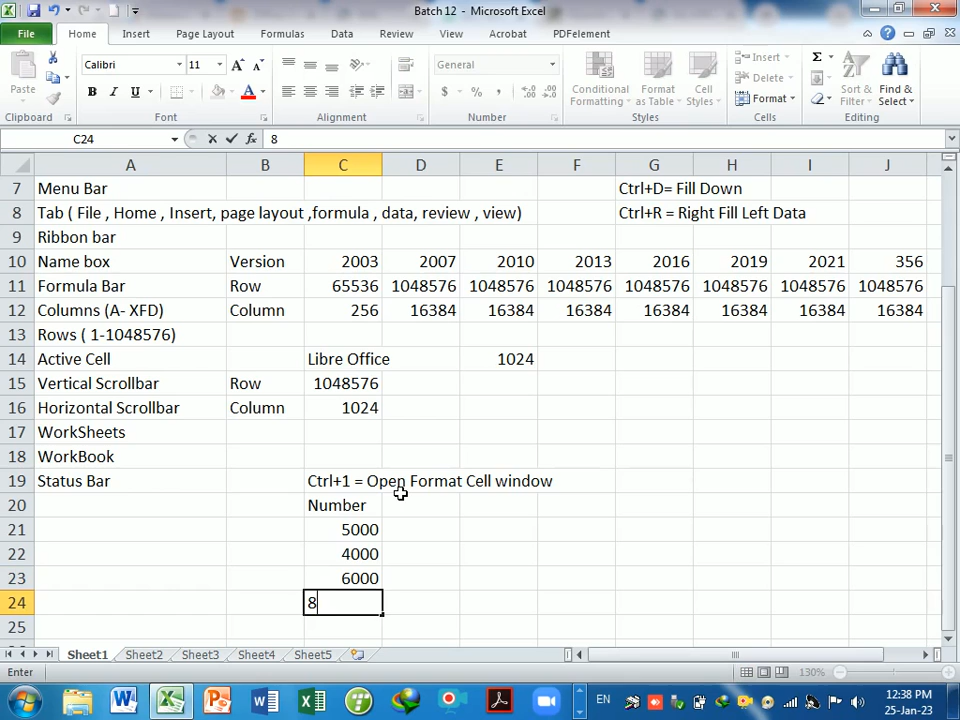 Batch 12 - Microsoft Excel
File Home Insert Page Layout Formulas Data Review View Acrobat PDFelement
Paste Calibri 11 General Conditional Formatting Format as Table Cell Styles Insert Delete Format Sort & Filter Find & Select
Clipboard Font Alignment Number Styles Cells Editing
C24 fx 8
A B C D E F G H I J
7 Menu Bar Ctrl+D= Fill Down
8 Tab ( File , Home , Insert, page layout ,formula , data, review , view) Ctrl+R = Right Fill Left Data
9 Ribbon bar
10 Name box Version 2003 2007 2010 2013 2016 2019 2021 356
11 Formula Bar Row 65536 1048576 1048576 1048576 1048576 1048576 1048576 1048576
12 Columns (A- XFD) Column 256 16384 16384 16384 16384 16384 16384 16384
13 Rows ( 1-1048576)
14 Active Cell Libre Office 1024
15 Vertical Scrollbar Row 1048576
16 Horizontal Scrollbar Column 1024
17 WorkSheets
18 WorkBook
19 Status Bar Ctrl+1 = Open Format Cell window
20 Number
21 5000
22 4000
23 6000
24 8
25
Sheet1 Sheet2 Sheet3 Sheet4 Sheet5
Enter 130%
EN 12:38 PM
25-Jan-23